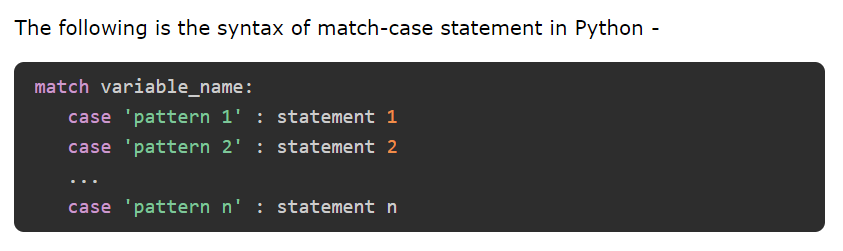 The following is the syntax of match-case statement in Python -
match variable_name:
   case 'pattern 1' : statement 1
   case 'pattern 2' : statement 2
   ...
   case 'pattern n' : statement n